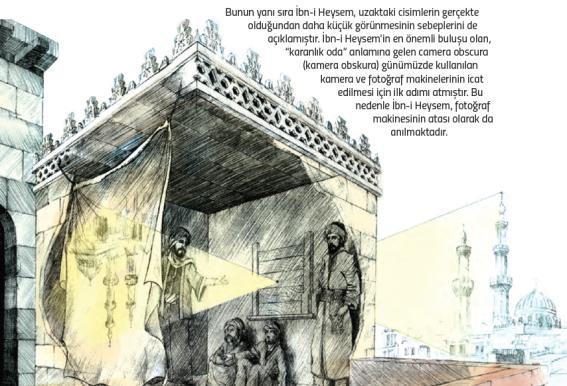 Bunun yanı sıra İbn-i Heysem, uzaktaki cisimlerin gerçekte
olduğundan daha küçük görünmesinin sebeplerini de
açıklamıştır. İbn-i Heysem’in en önemli buluşu olan,
“karanlık oda” anlamına gelen camera obscura
(kamera obskura) günümüzde kullanılan
kamera ve fotoğraf makinelerinin icat
edilmesi için ilk adımı atmıştır. Bu
nedenle İbn-i Heysem, fotoğraf
makinesinin atası olarak da
anılmaktadır.